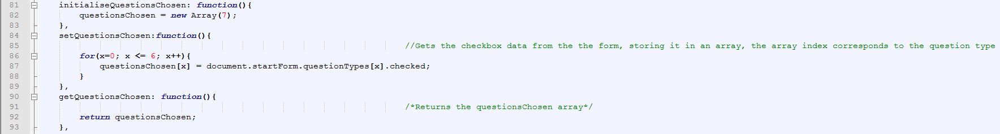 81 initialiseQuestionsChosen: function(){
82 questionsChosen = new Array(7);
83 },
84 setQuestionsChosen:function(){
85 //Gets the checkbox data from the the form, storing it in an array, the array index corresponds to the question type
86 for(x=0; x <= 6; x++){
87 questionsChosen[x] = document.startForm.questionTypes[x].checked;
88 }
89 },
90 getQuestionsChosen: function(){
91 /*Returns the questionsChosen array*/
92 return questionsChosen;
93 },